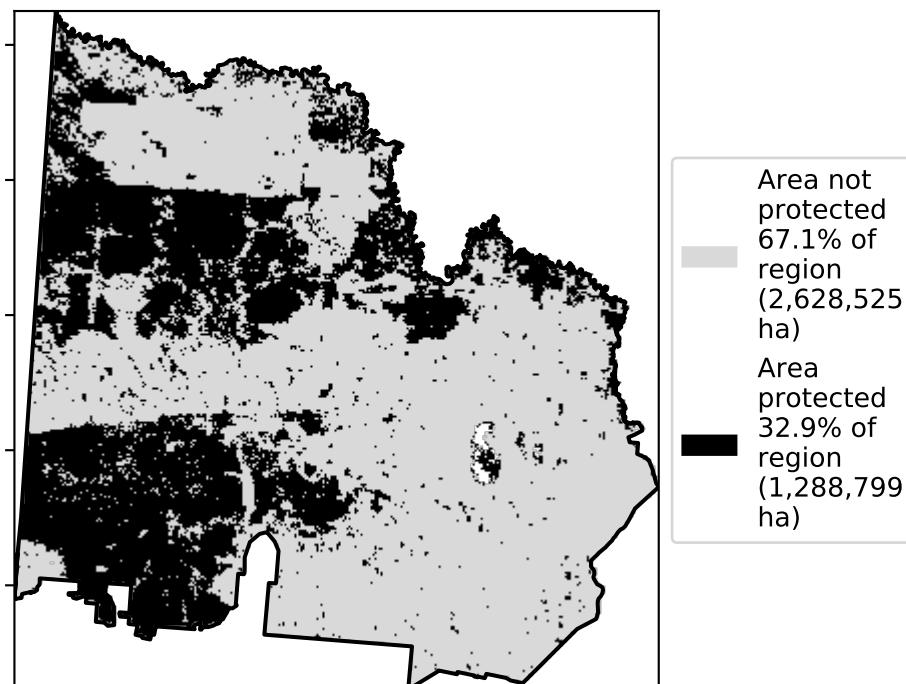 Area not
protected
67.1% of
region
(2,628,525
ha)
Area
protected
32.9% of
region
(1,288,799
ha)